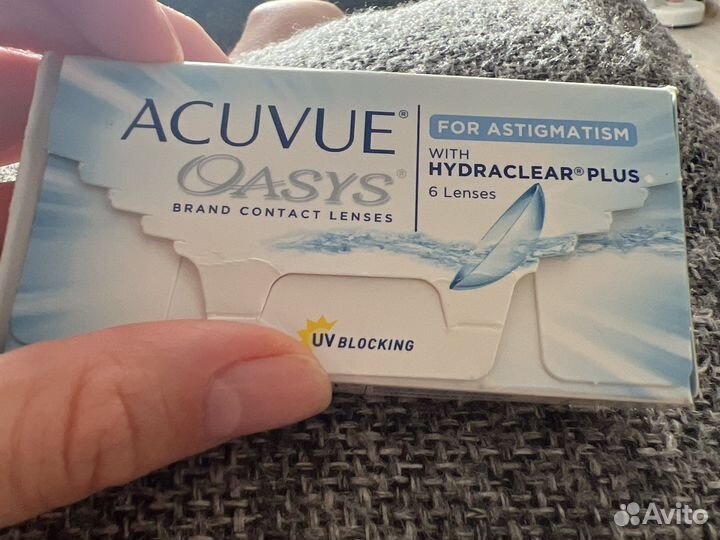 ACUVUE®
OASYS®
BRAND CONTACT LENSES
FOR ASTIGMATISM
WITH
HYDRACLEAR® PLUS
6 Lenses
UV BLOCKING
Avito